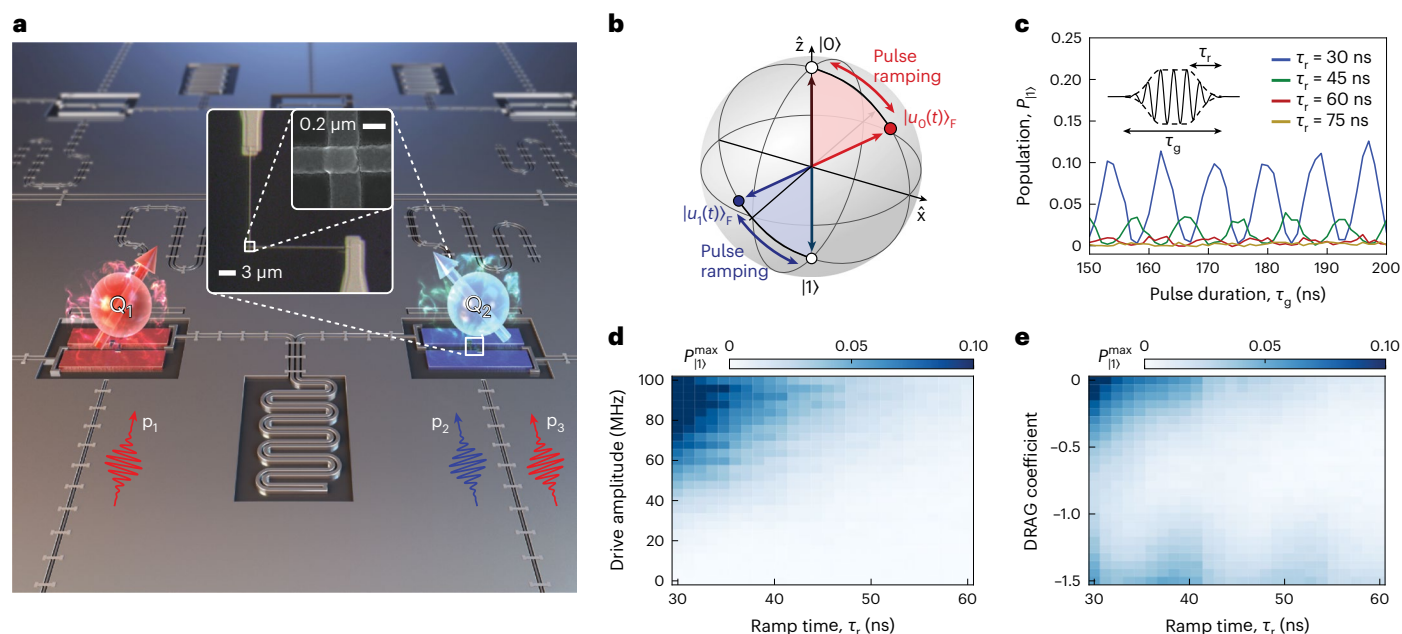 a
0.2 µm
3 µm
Q1
Q2
p1
p2
p3
b
ẑ
|0⟩
Pulse
ramping
|u0(t)⟩F
x̂
|u1(t)⟩F
Pulse
ramping
|1⟩
c
Population, P|1⟩
0.25
0.20
0.15
0.10
0.05
0
τr
τg
τr = 30 ns
τr = 45 ns
τr = 60 ns
τr = 75 ns
150 160 170 180 190 200
Pulse duration, τg (ns)
d
Pmax|1⟩
0 0.05 0.10
Drive amplitude (MHz)
100
80
60
40
20
0
30 40 50 60
Ramp time, τr (ns)
e
Pmax|1⟩
0 0.05 0.10
DRAG coefficient
0
–0.5
–1.0
–1.5
30 40 50 60
Ramp time, τr (ns)